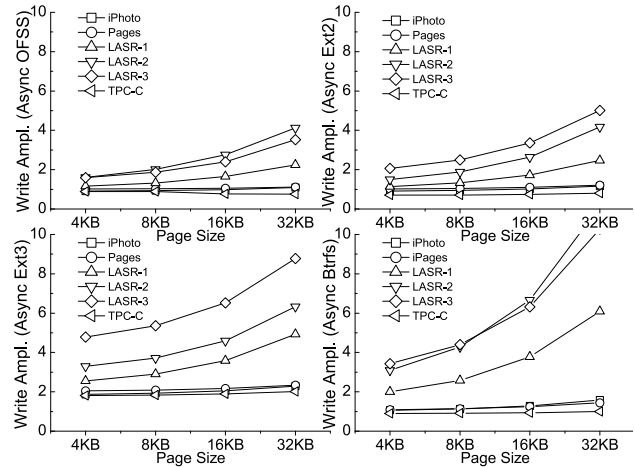 Write Ampl. (Async OFSS)
10
8
6
4
2
0
iPhoto
Pages
LASR-1
LASR-2
LASR-3
TPC-C
4KB 8KB 16KB 32KB
Page Size
Write Ampl. (Async Ext2)
10
8
6
4
2
0
iPhoto
Pages
LASR-1
LASR-2
LASR-3
TPC-C
4KB 8KB 16KB 32KB
Page Size
Write Ampl. (Async Ext3)
10
8
6
4
2
0
iPhoto
Pages
LASR-1
LASR-2
LASR-3
TPC-C
4KB 8KB 16KB 32KB
Page Size
Write Ampl. (Async Btrfs)
10
8
6
4
2
0
iPhoto
iPages
LASR-1
LASR-2
LASR-3
TPC-C
4KB 8KB 16KB 32KB
Page Size